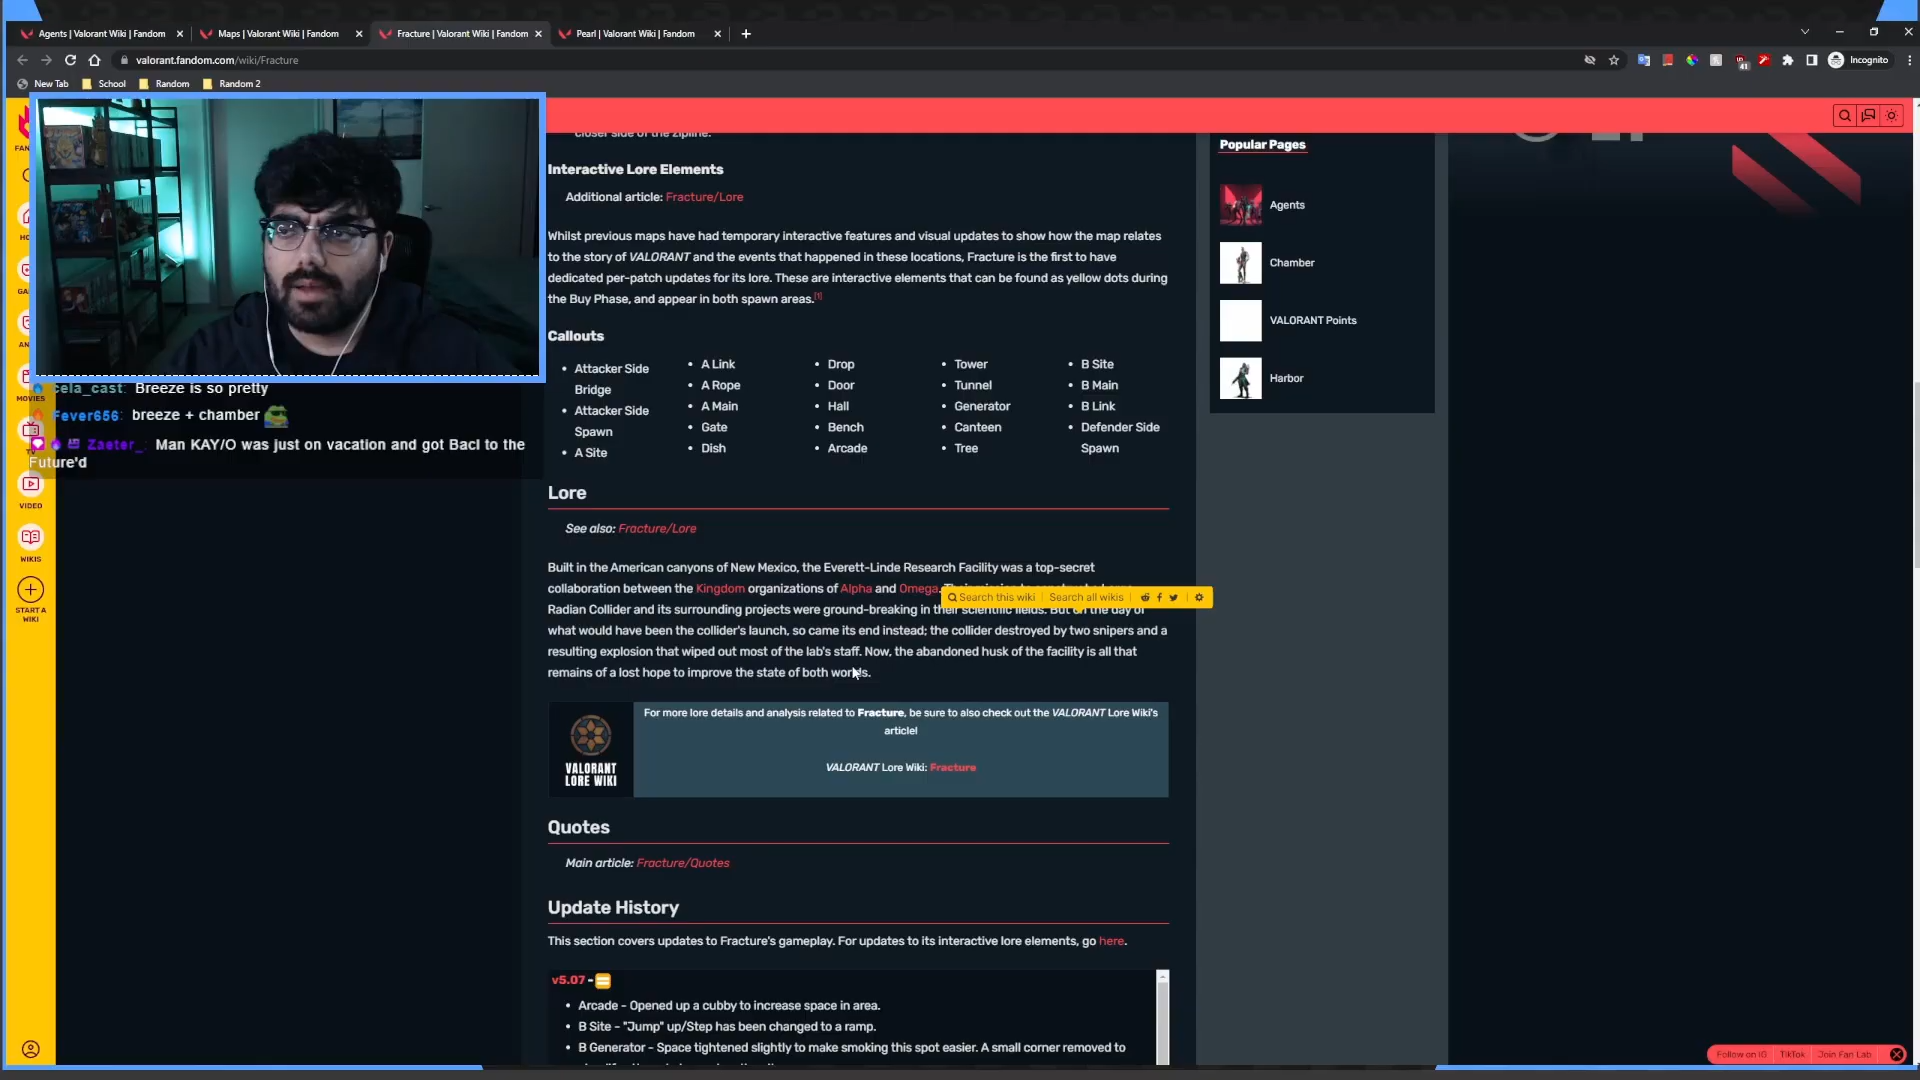 Agents | Valorant Wiki | Fandom
Maps | Valorant Wiki | Fandom
Fracture | Valorant Wiki | Fandom
Pearl | Valorant Wiki | Fandom
valorant.fandom.com/wiki/Fracture
41
Incognito
New Tab
School
Random
Random 2
closer side of the zipline.
Interactive Lore Elements
Additional article: Fracture/Lore
Whilst previous maps have had temporary interactive features and visual updates to show how the map relates
to the story of VALORANT and the events that happened in these locations, Fracture is the first to have
dedicated per-patch updates for its lore. These are interactive elements that can be found as yellow dots during
the Buy Phase, and appear in both spawn areas.[1]
Callouts
Attacker Side
Bridge
Attacker Side
Spawn
A Site
A Link
A Rope
A Main
Gate
Dish
Drop
Door
Hall
Bench
Arcade
Tower
Tunnel
Generator
Canteen
Tree
B Site
B Main
B Link
Defender Side
Spawn
Lore
See also: Fracture/Lore
Built in the American canyons of New Mexico, the Everett-Linde Research Facility was a top-secret
collaboration between the Kingdom organizations of Alpha and Omega.
Search this wiki
Search all wikis
Radian Collider and its surrounding projects were ground-breaking in their scientific fields. But on the day of
what would have been the collider's launch, so came its end instead; the collider destroyed by two snipers and a
resulting explosion that wiped out most of the lab's staff. Now, the abandoned husk of the facility is all that
remains of a lost hope to improve the state of both worlds.
VALORANT
LORE WIKI
For more lore details and analysis related to Fracture, be sure to also check out the VALORANT Lore Wiki's
article!
VALORANT Lore Wiki: Fracture
Quotes
Main article: Fracture/Quotes
Update History
This section covers updates to Fracture's gameplay. For updates to its interactive lore elements, go here.
v5.07 -
Arcade - Opened up a cubby to increase space in area.
B Site - "Jump" up/Step has been changed to a ramp.
B Generator - Space tightened slightly to make smoking this spot easier. A small corner removed to
Popular Pages
Agents
Chamber
VALORANT Points
Harbor
cela_cast: Breeze is so pretty
Fever656: breeze + chamber
Zaeter_: Man KAY/O was just on vacation and got Bacl to the
Future'd
MOVIES
TV
VIDEO
WIKIS
START A
WIKI
Follow on IG
TikTok
Join Fan Lab